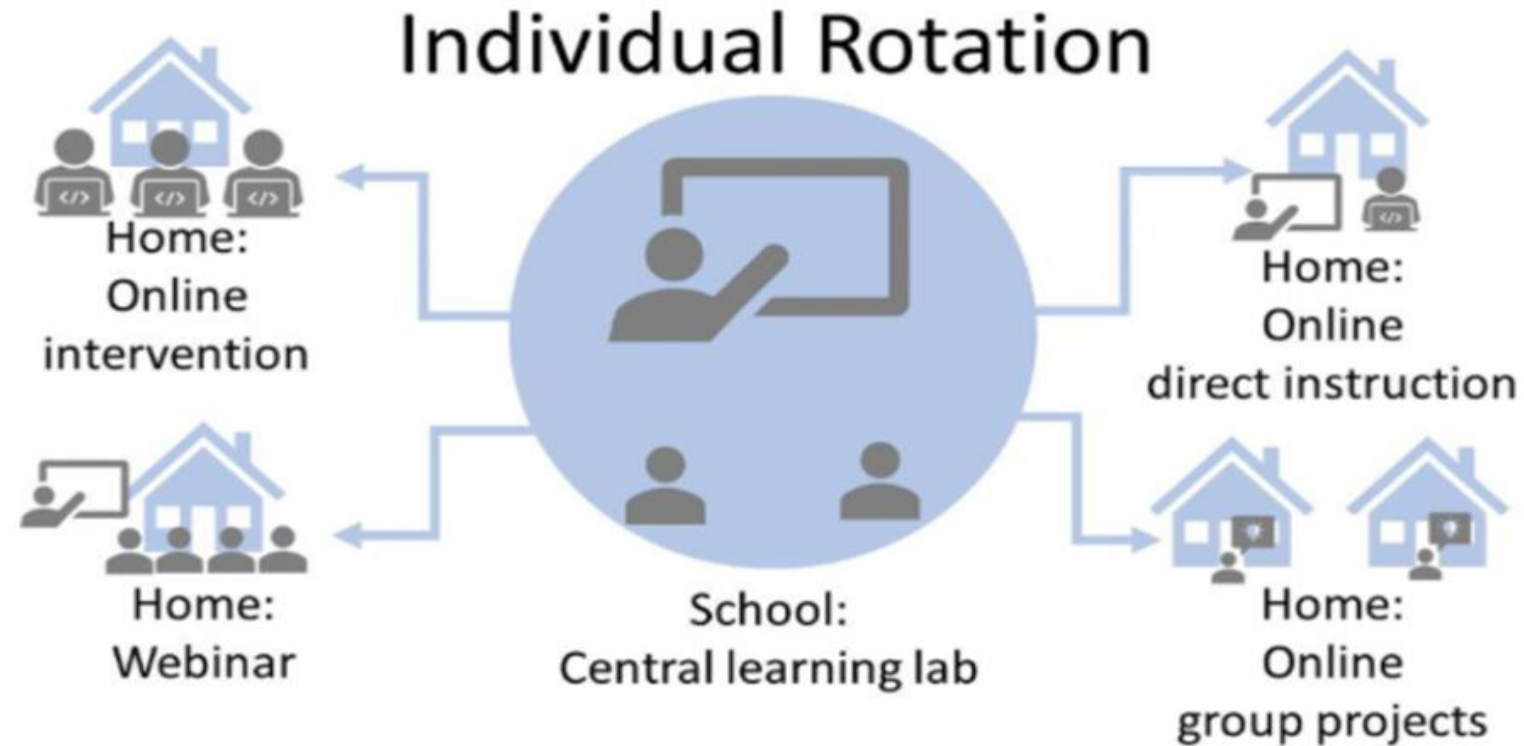 Individual Rotation
Home:
Online
intervention
Home:
Online
direct instruction
Home:
Webinar
School:
Central learning lab
Home:
Online
group projects